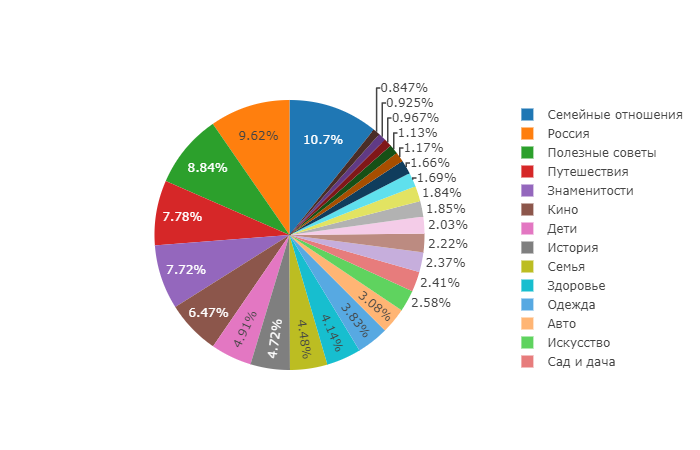 0.847%
0.925%
0.967%
1.13%
1.17%
1.66%
1.69%
1.84%
1.85%
2.03%
2.22%
2.37%
2.41%
2.58%
3.08%
3.83%
4.14%
4.48%
4.72%
4.91%
6.47%
7.72%
7.78%
8.84%
9.62%
10.7%
Семейные отношения
Россия
Полезные советы
Путешествия
Знаменитости
Кино
Дети
История
Семья
Здоровье
Одежда
Авто
Искусство
Сад и дача